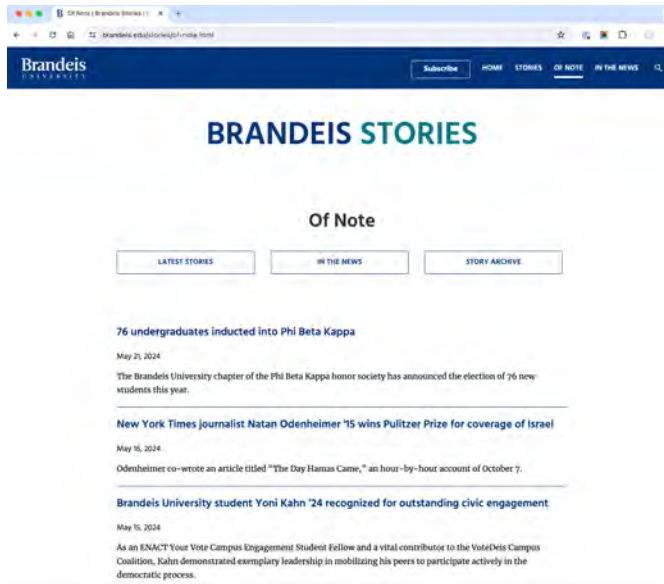 Of Note | Brandeis Stories |
brandeis.edu/stories/of-note.html
Brandeis
UNIVERSITY
Subscribe
HOME STORIES OF NOTE IN THE NEWS
BRANDEIS STORIES
Of Note
LATEST STORIES IN THE NEWS STORY ARCHIVE
76 undergraduates inducted into Phi Beta Kappa
May 21, 2024
The Brandeis University chapter of the Phi Beta Kappa honor society has announced the election of 76 new
students this year.
New York Times journalist Natan Odenheimer '15 wins Pulitzer Prize for coverage of Israel
May 16, 2024
Odenheimer co-wrote an article titled “The Day Hamas Came,” an hour-by-hour account of October 7.
Brandeis University student Yoni Kahn '24 recognized for outstanding civic engagement
May 15, 2024
As an ENACT Your Vote Campus Engagement Student Fellow and a vital contributor to the VoteDeis Campus
Coalition, Kahn demonstrated exemplary leadership in mobilizing his peers to participate actively in the
democratic process.